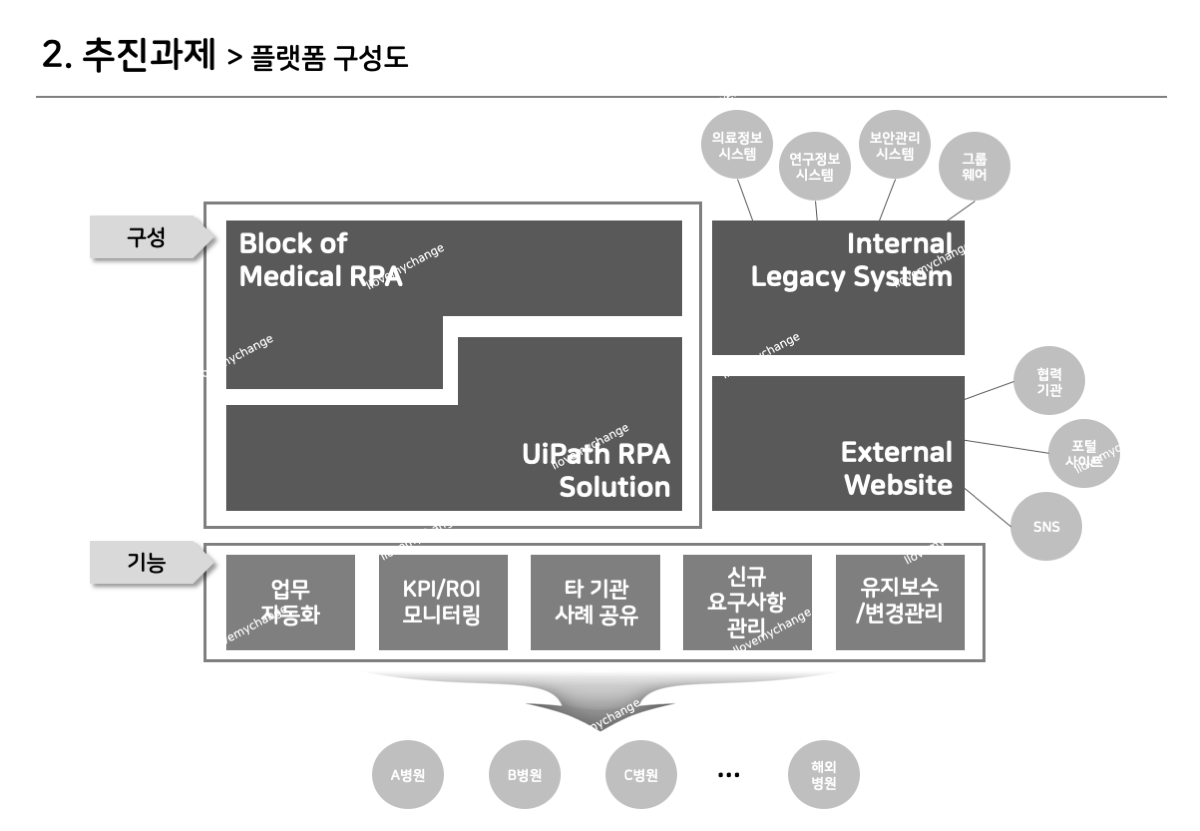 2. 추진과제 > 플랫폼 구성도
의료정보
시스템
연구정보
시스템
보안관리
시스템
그룹
웨어
구성
Block of
Medical RPA
Internal
Legacy System
UiPath RPA
Solution
External
Website
협력
기관
포털
사이트
SNS
기능
업무
자동화
KPI/ROI
모니터링
타 기관
사례 공유
신규
요구사항
관리
유지보수
/변경관리
A병원
B병원
C병원
...
해외
병원
Ilovemychange